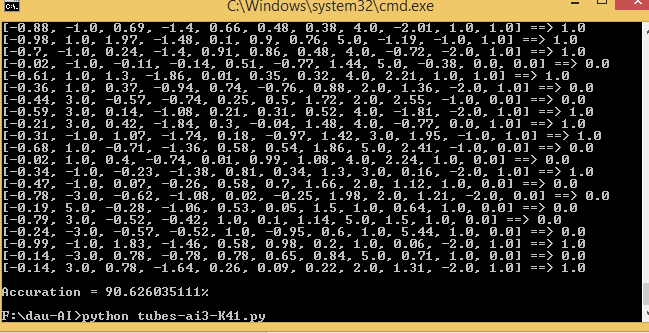 C:\Windows\system32\cmd.exe
[-0.88, -1.0, 0.69, -1.4, 0.66, 0.48, 0.38, 4.0, -2.01, 1.0, 1.0] ==> 1.0
[-0.98, 1.0, 1.97, -1.48, 0.1, 0.9, 0.76, 5.0, -1.19, -1.0, 1.0] ==> 1.0
[-0.7, -1.0, 0.24, -1.4, 0.91, 0.86, 0.48, 4.0, -0.72, -2.0, 1.0] ==> 1.0
[-0.02, -1.0, -0.11, -0.14, 0.51, -0.77, 1.44, 5.0, -0.38, 0.0, 0.0] ==> 0.0
[-0.61, 1.0, 1.3, -1.86, 0.01, 0.35, 0.32, 4.0, 2.21, 1.0, 1.0] ==> 1.0
[-0.36, 1.0, 0.37, -0.94, 0.74, -0.76, 0.88, 2.0, 1.36, -2.0, 1.0] ==> 1.0
[-0.44, 3.0, -0.57, -0.74, 0.25, 0.5, 1.72, 2.0, 2.55, -1.0, 0.0] ==> 0.0
[-0.59, 3.0, 0.14, -1.08, 0.21, 0.31, 0.52, 4.0, -1.81, -2.0, 1.0] ==> 1.0
[-0.21, 3.0, 0.42, -1.84, 0.3, -0.04, 1.48, 4.0, -0.77, 0.0, 1.0] ==> 1.0
[-0.31, -1.0, 1.07, -1.74, 0.18, -0.97, 1.42, 3.0, 1.95, -1.0, 1.0] ==> 1.0
[-0.68, 1.0, -0.71, -1.36, 0.58, 0.54, 1.86, 5.0, 2.41, -1.0, 0.0] ==> 0.0
[-0.02, 1.0, 0.4, -0.74, 0.01, 0.99, 1.08, 4.0, 2.24, 1.0, 0.0] ==> 0.0
[-0.34, -1.0, -0.23, -1.38, 0.81, 0.34, 1.3, 3.0, 0.16, -2.0, 1.0] ==> 1.0
[-0.47, -1.0, 0.07, -0.26, 0.58, 0.7, 1.66, 2.0, 1.12, 1.0, 0.0] ==> 0.0
[-0.78, -3.0, -0.62, -1.08, 0.02, -0.25, 1.98, 2.0, 1.21, -2.0, 0.0] ==> 0.0
[-0.19, 5.0, -0.28, -1.06, 0.53, 0.05, 1.5, 1.0, 0.64, 1.0, 0.0] ==> 0.0
[-0.79, 3.0, -0.52, -0.42, 1.0, 0.1, 1.14, 5.0, 1.5, 1.0, 0.0] ==> 0.0
[-0.24, -3.0, -0.57, -0.52, 1.0, -0.95, 0.6, 1.0, 5.44, 1.0, 0.0] ==> 0.0
[-0.99, -1.0, 1.83, -1.46, 0.58, 0.98, 0.2, 1.0, 0.06, -2.0, 1.0] ==> 1.0
[-0.14, -3.0, 0.78, -0.78, 0.78, 0.65, 0.84, 5.0, 0.71, 1.0, 0.0] ==> 0.0
[-0.14, 3.0, 0.78, -1.64, 0.26, 0.09, 0.22, 2.0, 1.31, -2.0, 1.0] ==> 1.0
Accuration = 90.626035111%
F:\dau-AI>python tubes-ai3-K41.py